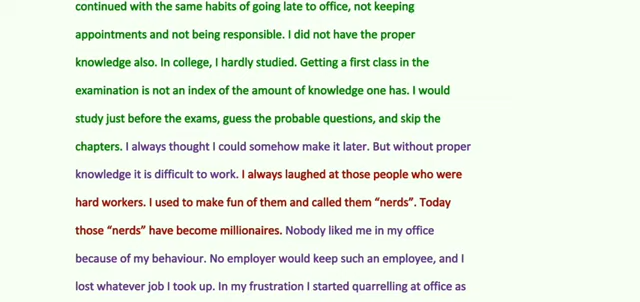 continued with the same habits of going late to office, not keeping
appointments and not being responsible. I did not have the proper
knowledge also. In college, I hardly studied. Getting a first class in the
examination is not an index of the amount of knowledge one has. I would
study just before the exams, guess the probable questions, and skip the
chapters. I always thought I could somehow make it later. But without proper
knowledge it is difficult to work. I always laughed at those people who were
hard workers. I used to make fun of them and called them “nerds”. Today
those “nerds” have become millionaires. Nobody liked me in my office
because of my behaviour. No employer would keep such an employee, and I
lost whatever job I took up. In my frustration I started quarrelling at office as